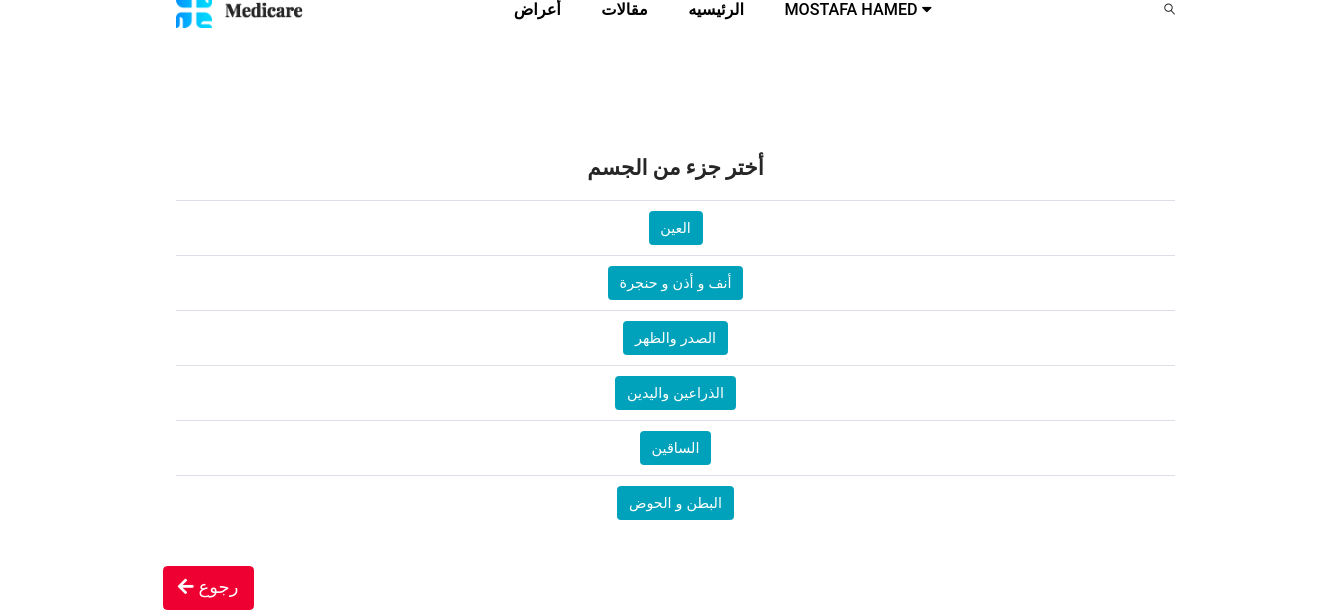 Medicare
أعراض مقالات الرئيسيه MOSTAFA HAMED
أختر جزء من الجسم
العين
أنف و أذن و حنجرة
الصدر والظهر
الذراعين واليدين
الساقين
البطن و الحوض
رجوع